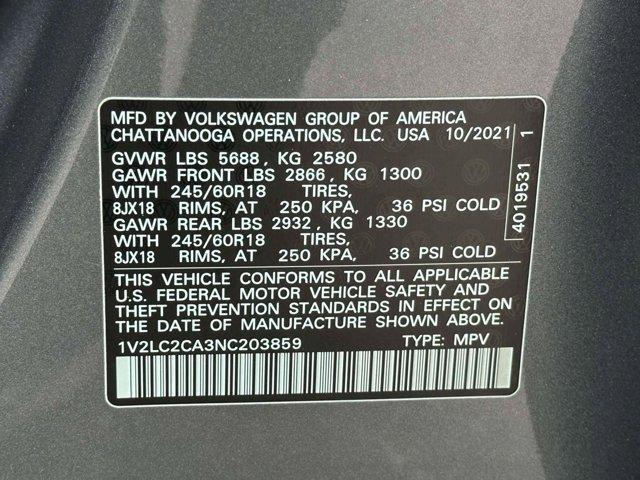 MFD BY VOLKSWAGEN GROUP OF AMERICA
CHATTANOOGA OPERATIONS, LLC. USA 10/2021
GVWR LBS 5688, KG 2580
GAWR FRONT LBS 2866, KG 1300
WITH 245/60R18 TIRES,
8JX18 RIMS, AT 250 KPA, 36 PSI COLD
GAWR REAR LBS 2932, KG 1330
WITH 245/60R18 TIRES,
8JX18 RIMS, AT 250 KPA, 36 PSI COLD
THIS VEHICLE CONFORMS TO ALL APPLICABLE
U.S. FEDERAL MOTOR VEHICLE SAFETY AND
THEFT PREVENTION STANDARDS IN EFFECT ON
THE DATE OF MANUFACTURE SHOWN ABOVE.
1V2LC2CA3NC203859 TYPE: MPV
4019531 1